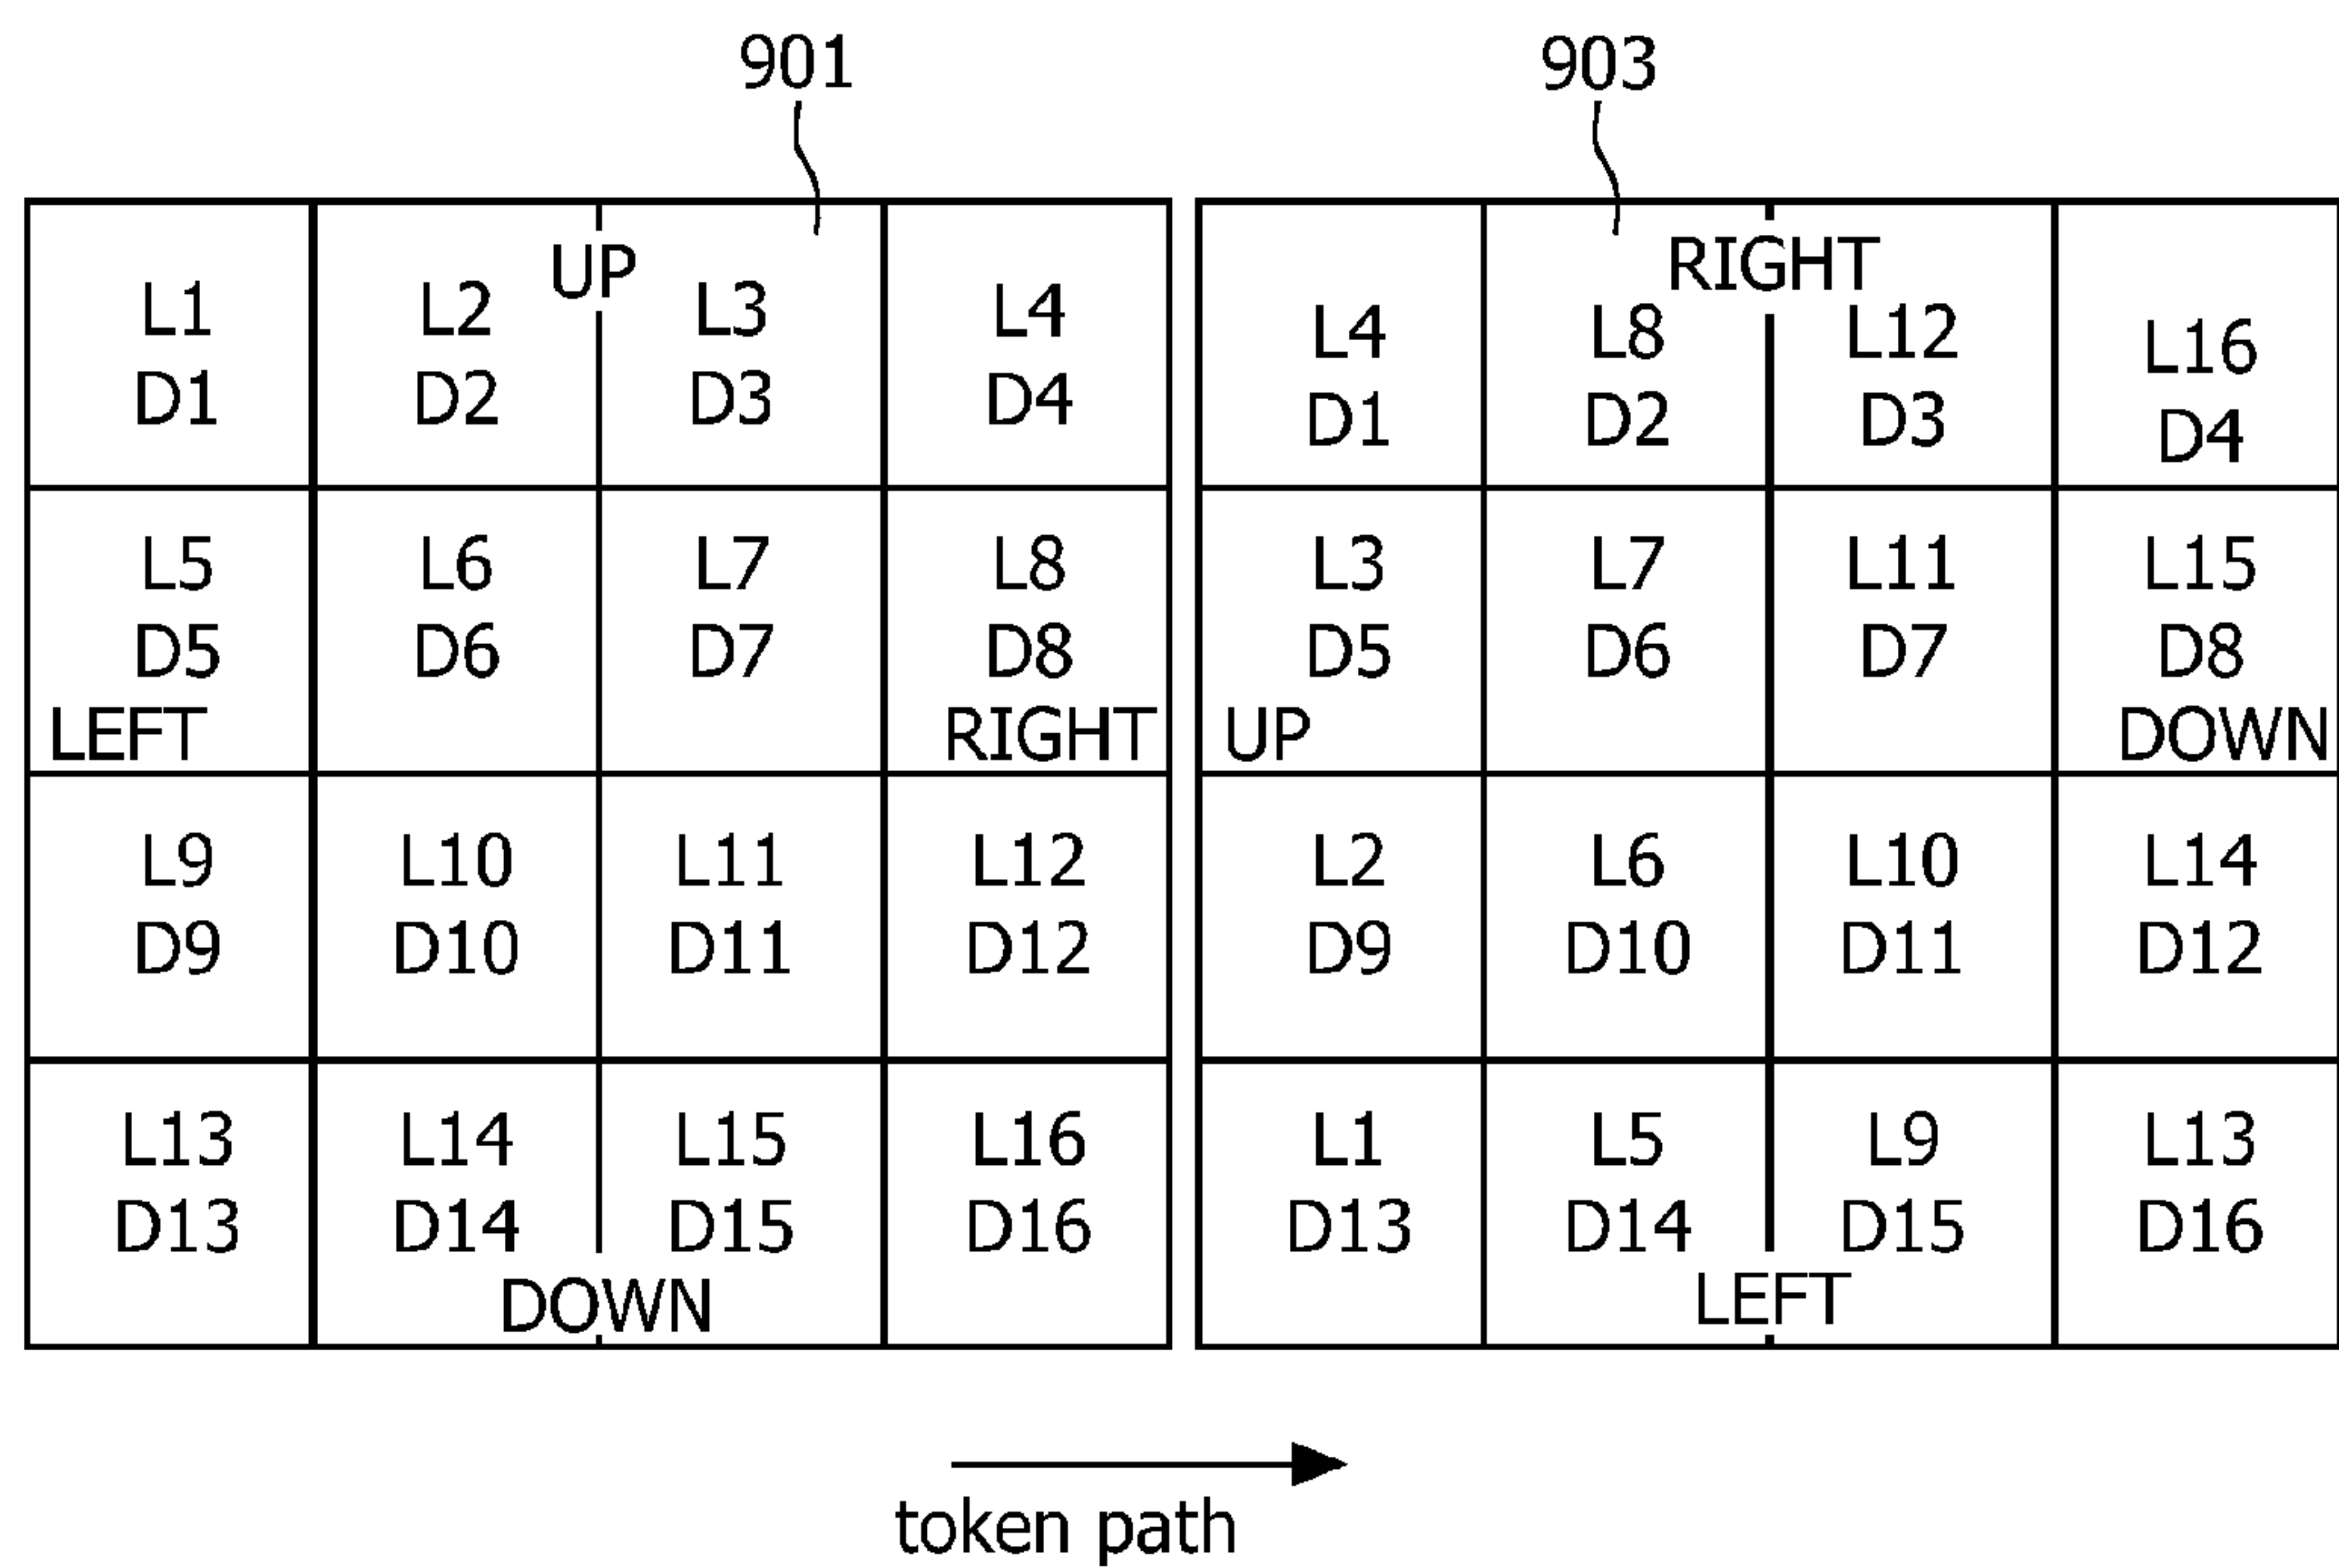 901 903
UP RIGHT
L1 L2 L3 L4 L4 L8 L12 L16
D1 D2 D3 D4 D1 D2 D3 D4
L5 L6 L7 L8 L3 L7 L11 L15
D5 D6 D7 D8 D5 D6 D7 D8
LEFT RIGHT UP DOWN
L9 L10 L11 L12 L2 L6 L10 L14
D9 D10 D11 D12 D9 D10 D11 D12
L13 L14 L15 L16 L1 L5 L9 L13
D13 D14 D15 D16 D13 D14 D15 D16
DOWN LEFT
token path